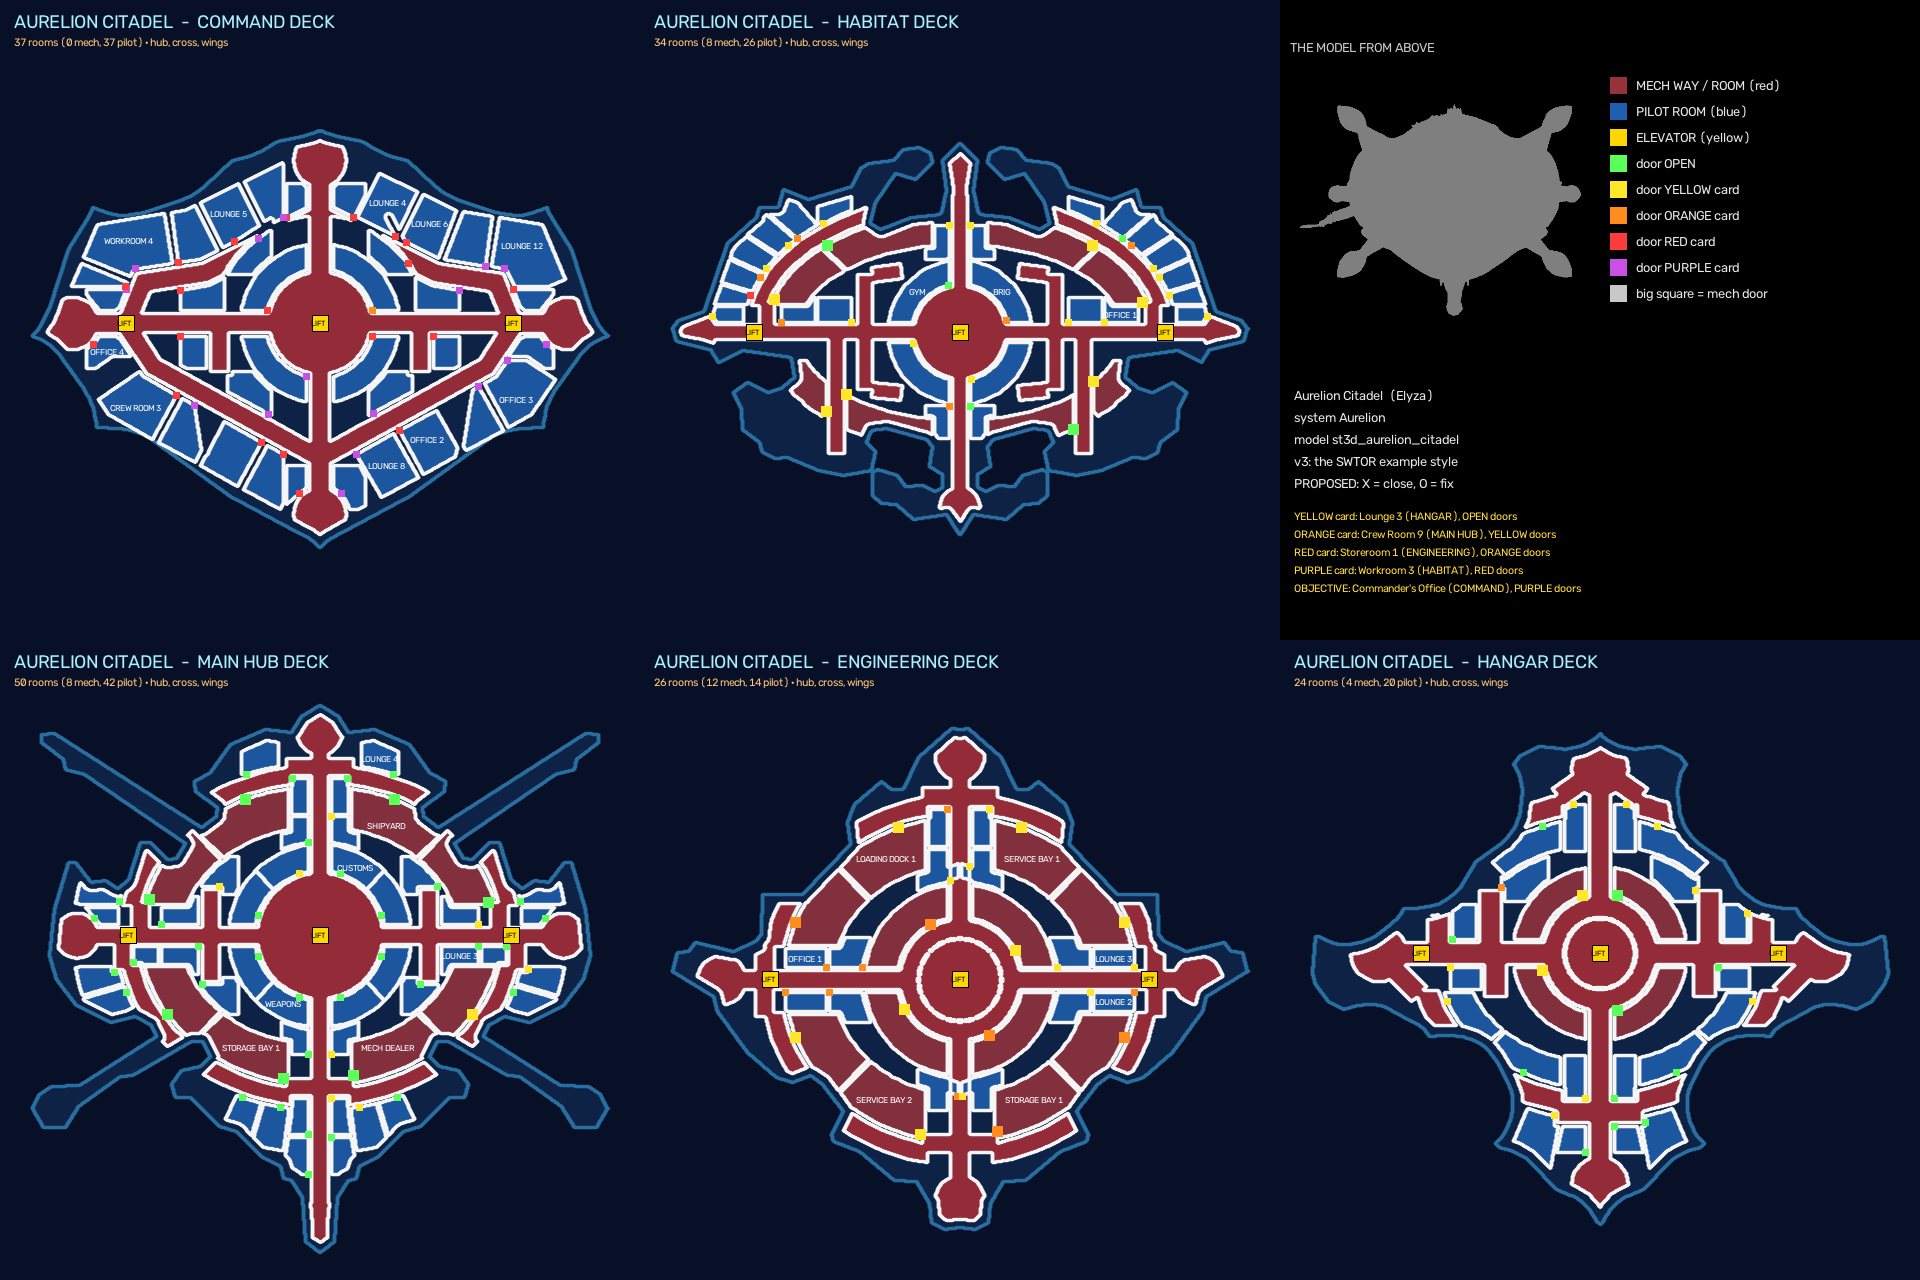 AURELION CITADEL - COMMAND DECK
37 rooms (0 mech, 37 pilot) • hub, cross, wings
LOUNGE 4
LOUNGE 5
LOUNGE 6
WORKROOM 4
LOUNGE 12
LIFT
LIFT
LIFT
OFFICE 4
CREW ROOM 3
OFFICE 3
OFFICE 2
LOUNGE 8
AURELION CITADEL - HABITAT DECK
34 rooms (8 mech, 26 pilot) • hub, cross, wings
GYM
BRIG
OFFICE 1
LIFT
LIFT
LIFT
THE MODEL FROM ABOVE
MECH WAY / ROOM (red)
PILOT ROOM (blue)
ELEVATOR (yellow)
door OPEN
door YELLOW card
door ORANGE card
door RED card
door PURPLE card
big square = mech door
Aurelion Citadel (Elyza)
system Aurelion
model st3d_aurelion_citadel
v3: the SWTOR example style
PROPOSED: X = close, O = fix
YELLOW card: Lounge 3 (HANGAR), OPEN doors
ORANGE card: Crew Room 9 (MAIN HUB), YELLOW doors
RED card: Storeroom 1 (ENGINEERING), ORANGE doors
PURPLE card: Workroom 3 (HABITAT), RED doors
OBJECTIVE: Commander's Office (COMMAND), PURPLE doors
AURELION CITADEL - MAIN HUB DECK
50 rooms (8 mech, 42 pilot) • hub, cross, wings
LOUNGE 4
SHIPYARD
CUSTOMS
LIFT
LIFT
LIFT
LOUNGE 3
WEAPONS
STORAGE BAY 1
MECH DEALER
AURELION CITADEL - ENGINEERING DECK
26 rooms (12 mech, 14 pilot) • hub, cross, wings
LOADING DOCK 1
SERVICE BAY 1
OFFICE 1
LOUNGE 3
LIFT
LIFT
LIFT
LOUNGE 2
SERVICE BAY 2
STORAGE BAY 1
AURELION CITADEL - HANGAR DECK
24 rooms (4 mech, 20 pilot) • hub, cross, wings
LIFT
LIFT
LIFT